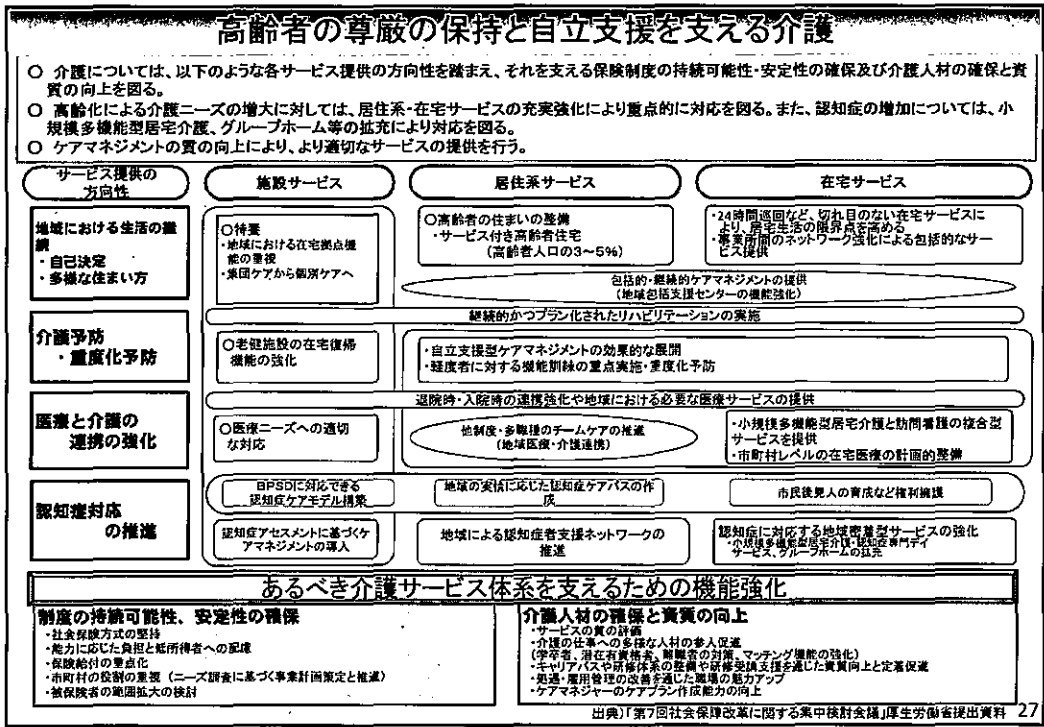 高齢者の尊厳の保持と自立支援を支える介護
○ 介護については、以下のような各サービス提供の方向性を踏まえ、それを支える保険制度の持続可能性・安定性の確保及び介護人材の確保と資
質の向上を図る。
○ 高齢化による介護ニーズの増大に対しては、居住系・在宅サービスの充実強化により重点的に対応を図る。また、認知症の増加については、小
規模多機能型居宅介護、グループホーム等の拡充により対応を図る。
○ ケアマネジメントの質の向上により、より適切なサービスの提供を行う。
サービス提供の
方向性
施設サービス
居住系サービス
在宅サービス
地域における生活の継
続
・自己決定
・多様な住まい方
○特養
・地域における在宅拠点機
能の重視
・集団ケアから個別ケアへ
○高齢者の住まいの整備
・サービス付き高齢者住宅
(高齢者人口の3~5%)
・24時間巡回など、切れ目のない在宅サービスに
より、居宅生活の限界点を高める
・事業所間のネットワーク強化による包括的なサー
ビス提供
包括的・継続的ケアマネジメントの提供
(地域包括支援センターの機能強化)
継続的かつプラン化されたリハビリテーションの実施
介護予防
・重度化予防
○老健施設の在宅復帰
機能の強化
・自立支援型ケアマネジメントの効果的な展開
・軽度者に対する機能訓練の重点実施・重度化予防
退院時・入院時の連携強化や地域における必要な医療サービスの提供
医療と介護の
連携の強化
○医療ニーズへの適切
な対応
他制度・多職種のチームケアの推進
(地域医療・介護連携)
・小規模多機能型居宅介護と訪問看護の複合型
サービスを提供
・市町村レベルの在宅医療の計画的整備
認知症対応
の推進
BPSDに対応できる
認知症ケアモデル構築
地域の実情に応じた認知症ケアパスの作
成
市民後見人の育成など権利擁護
認知症アセスメントに基づくケ
アマネジメントの導入
地域による認知症者支援ネットワークの
推進
認知症に対応する地域密着型サービスの強化
・小規模多機能型居宅介護・認知症専門デイ
サービス、グループホームの拡充
あるべき介護サービス体系を支えるための機能強化
制度の持続可能性、安定性の確保
・社会保険方式の堅持
・能力に応じた負担と低所得者への配慮
・保険給付の重点化
・市町村の役割の重視(ニーズ調査に基づく事業計画策定と推進)
・被保険者の範囲拡大の検討
介護人材の確保と資質の向上
・サービスの質の評価
・介護の仕事への多様な人材の参入促進
(学卒者、潜在有資格者、離職者の対策、マッチング機能の強化)
・キャリアパスや研修体系の整備や研修受講支援を通じた資質向上と定着促進
・処遇・雇用管理の改善を通じた職場の魅力アップ
・ケアマネジャーのケアプラン作成能力の向上
出典)「第7回社会保障改革に関する集中検討会議」厚生労働省提出資料 27